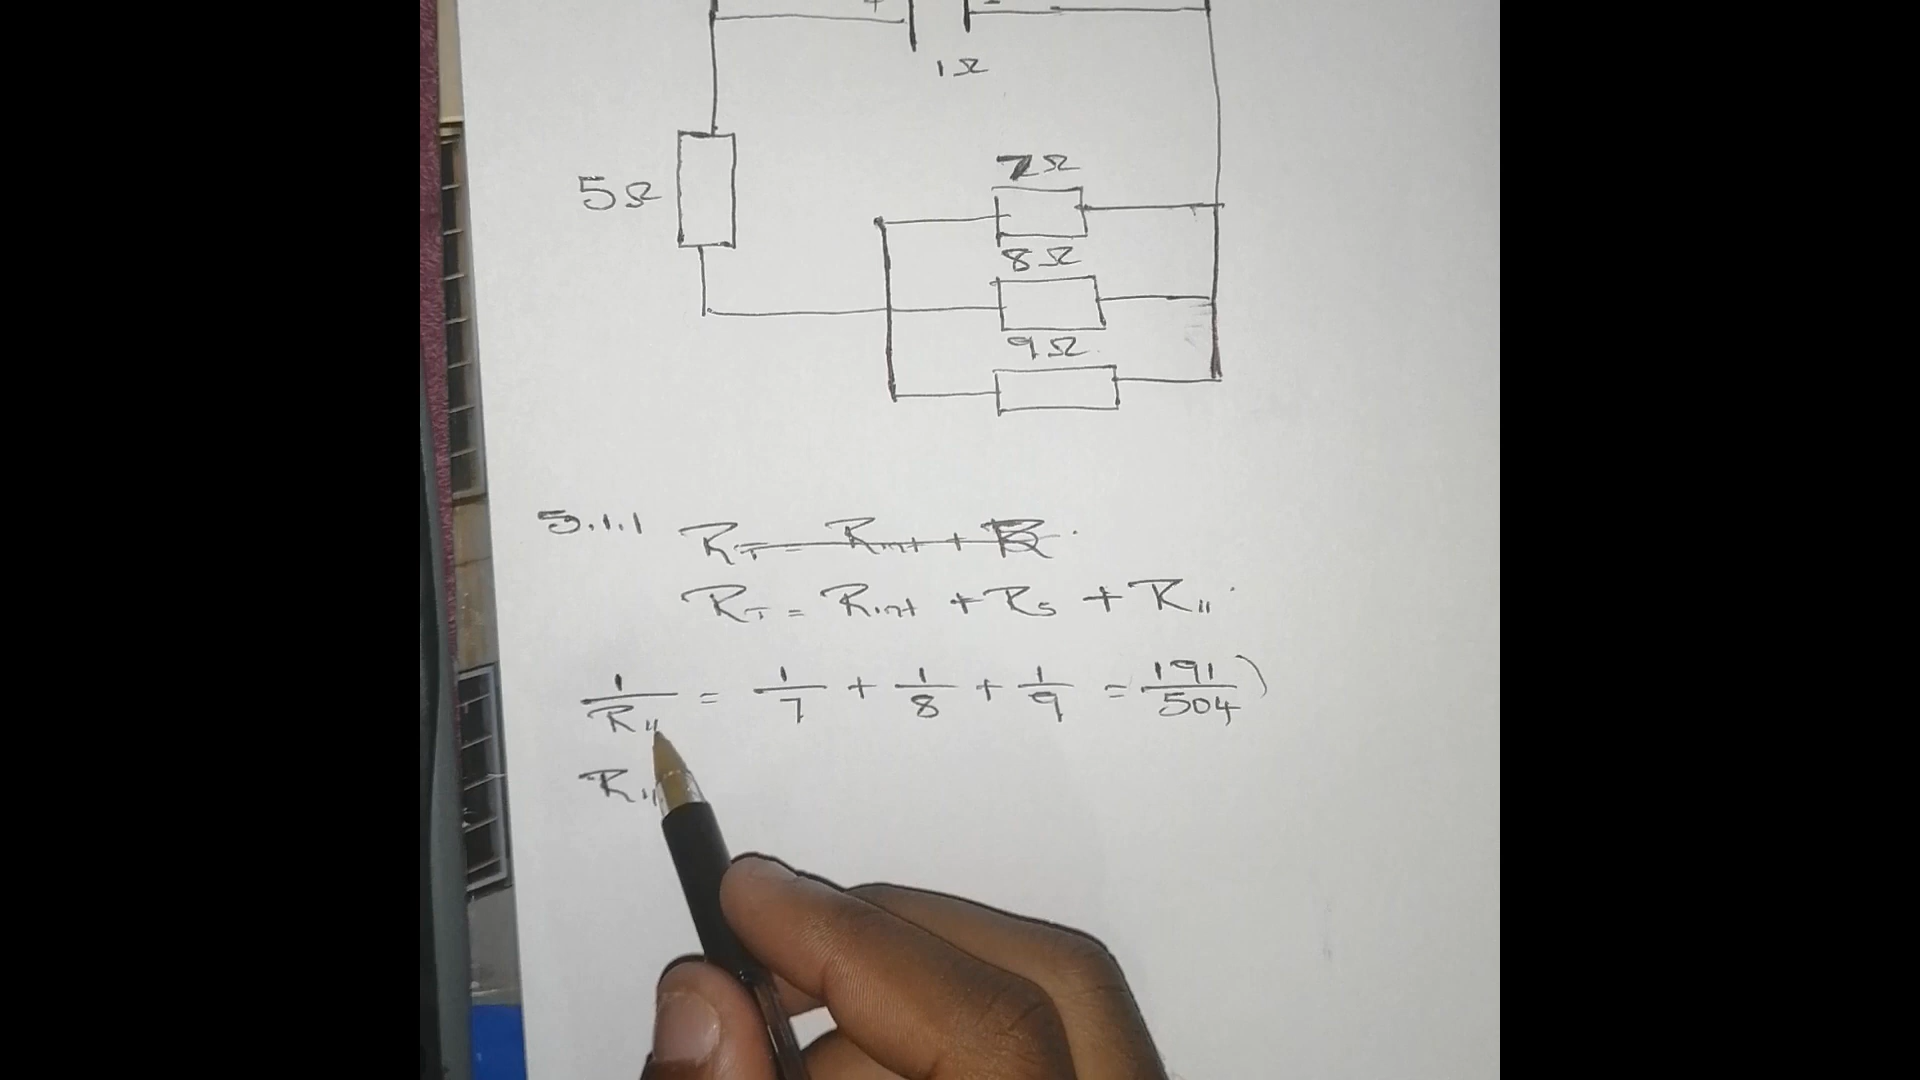 + -
1Ω
7Ω
5Ω
8Ω
9Ω
5.1.1 R_T = R_int + R
R_T = R_int + R_s + R_||
1/R_|| = 1/7 + 1/8 + 1/9 = 191/504
R_||